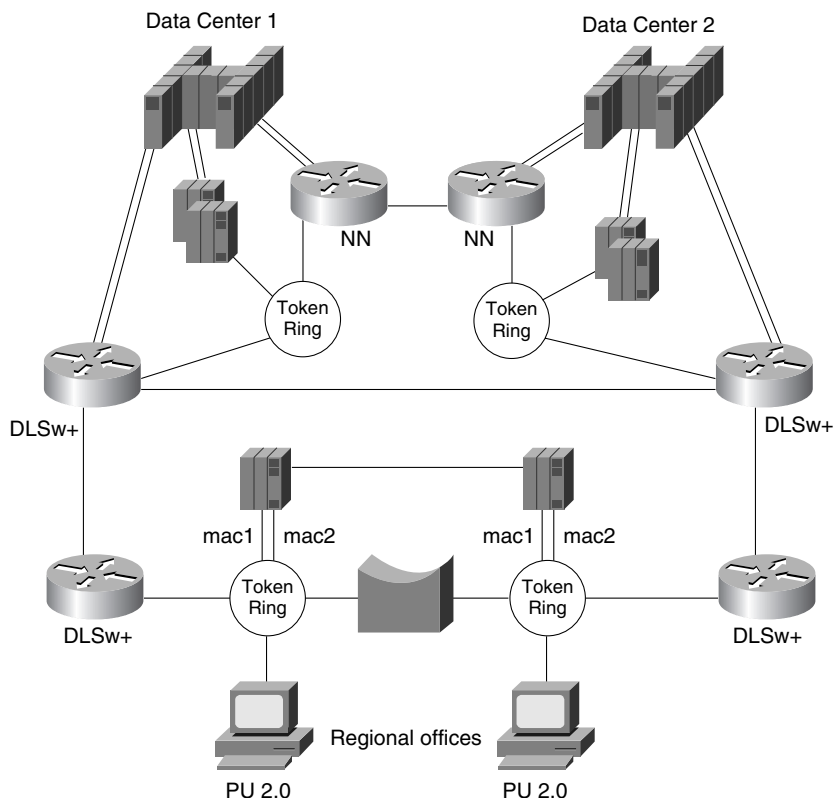 Data Center 1
Data Center 2
NN
NN
Token
Ring
Token
Ring
DLSw+
DLSw+
mac1
mac2
mac1
mac2
Token
Ring
Token
Ring
DLSw+
DLSw+
Regional offices
PU 2.0
PU 2.0